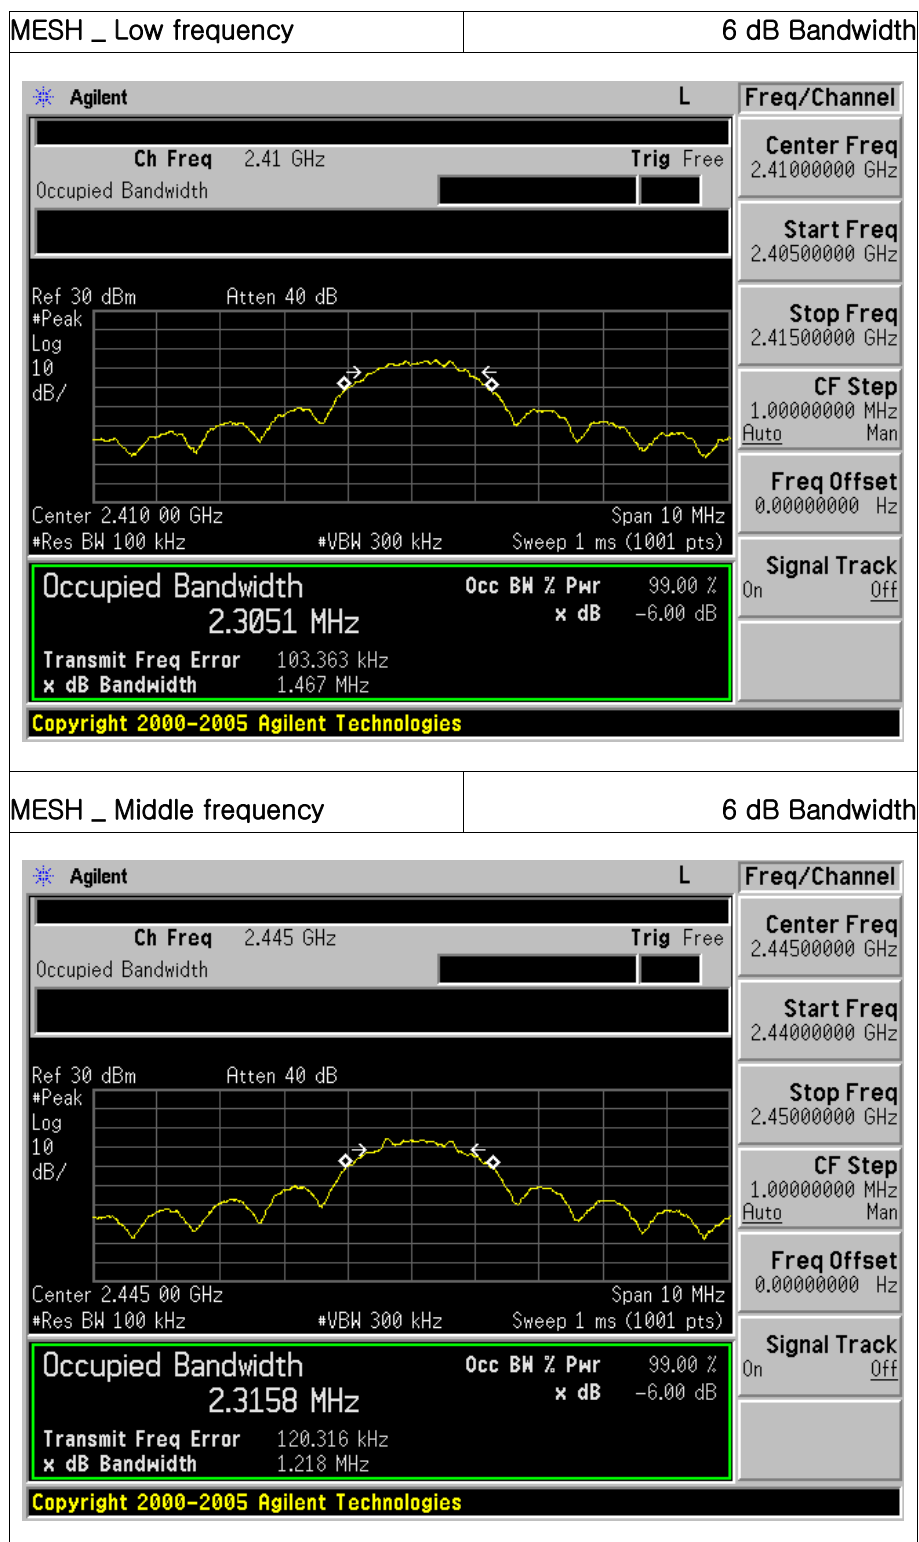 MESH _ Low frequency 6 dB Bandwidth
Agilent L Freq/Channel
Ch Freq 2.41 GHz Trig Free
Occupied Bandwidth
Center Freq
2.41000000 GHz
Start Freq
2.40500000 GHz
Stop Freq
2.41500000 GHz
CF Step
1.00000000 MHz
Auto Man
Freq Offset
0.00000000 Hz
Signal Track
On Off
Ref 30 dBm Atten 40 dB
#Peak
Log
10
dB/
Center 2.410 00 GHz Span 10 MHz
#Res BW 100 kHz #VBW 300 kHz Sweep 1 ms (1001 pts)
Occupied Bandwidth Occ BW % Pwr 99.00 %
2.3051 MHz x dB -6.00 dB
Transmit Freq Error 103.363 kHz
x dB Bandwidth 1.467 MHz
Copyright 2000-2005 Agilent Technologies
MESH _ Middle frequency 6 dB Bandwidth
Agilent L Freq/Channel
Ch Freq 2.445 GHz Trig Free
Occupied Bandwidth
Center Freq
2.44500000 GHz
Start Freq
2.44000000 GHz
Stop Freq
2.45000000 GHz
CF Step
1.00000000 MHz
Auto Man
Freq Offset
0.00000000 Hz
Signal Track
On Off
Ref 30 dBm Atten 40 dB
#Peak
Log
10
dB/
Center 2.445 00 GHz Span 10 MHz
#Res BW 100 kHz #VBW 300 kHz Sweep 1 ms (1001 pts)
Occupied Bandwidth Occ BW % Pwr 99.00 %
2.3158 MHz x dB -6.00 dB
Transmit Freq Error 120.316 kHz
x dB Bandwidth 1.218 MHz
Copyright 2000-2005 Agilent Technologies